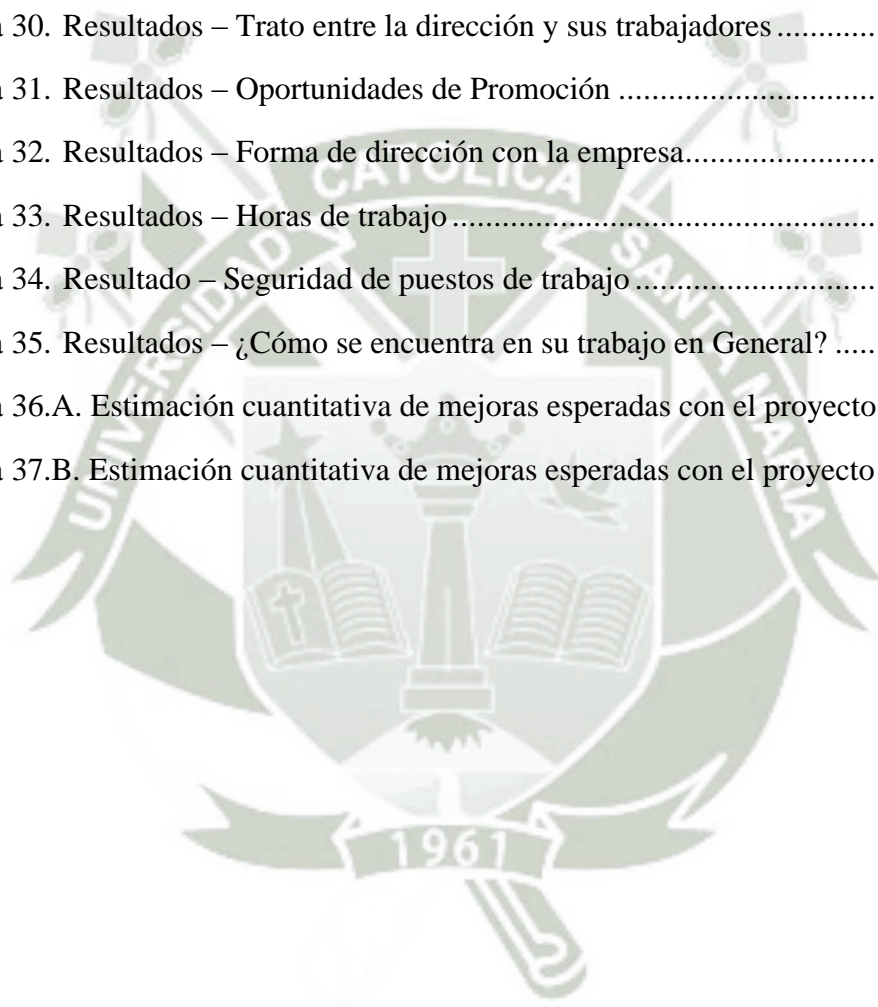 a 30. Resultados – Trato entre la dirección y sus trabajadores............
a 31. Resultados – Oportunidades de Promoción .............................
a 32. Resultados – Forma de dirección con la empresa.....................
a 33. Resultados – Horas de trabajo...............................................
a 34. Resultado – Seguridad de puestos de trabajo...........................
a 35. Resultados – ¿Cómo se encuentra en su trabajo en General? .....
a 36.A. Estimación cuantitativa de mejoras esperadas con el proyecto
a 37.B. Estimación cuantitativa de mejoras esperadas con el proyecto
UNIVERSIDAD CATOLICA SANTA MARIA
1961